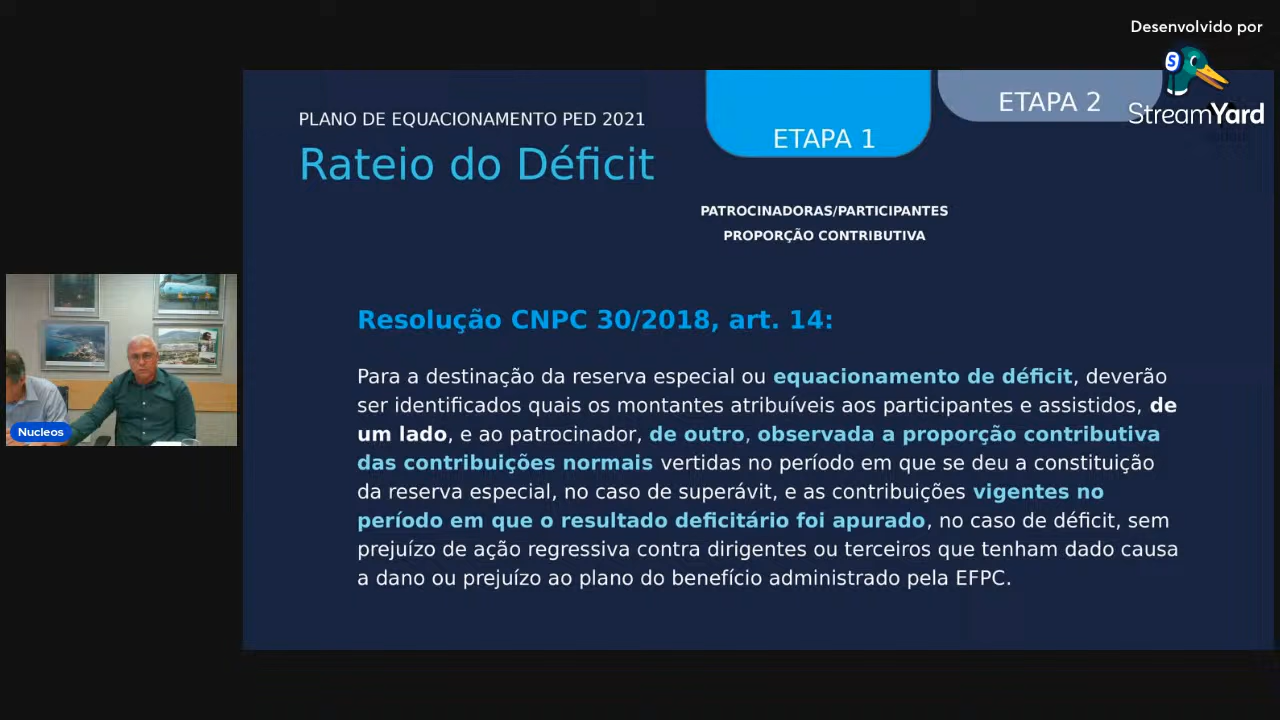 Desenvolvido por
StreamYard
PLANO DE EQUACIONAMENTO PED 2021
Rateio do Déficit
ETAPA 1
ETAPA 2
PATROCINADORAS/PARTICIPANTES
PROPORÇÃO CONTRIBUTIVA
Resolução CNPC 30/2018, art. 14:
Para a destinação da reserva especial ou equacionamento de déficit, deverão
ser identificados quais os montantes atribuíveis aos participantes e assistidos, de
um lado, e ao patrocinador, de outro, observada a proporção contributiva
das contribuições normais vertidas no período em que se deu a constituição
da reserva especial, no caso de superávit, e as contribuições vigentes no
período em que o resultado deficitário foi apurado, no caso de déficit, sem
prejuízo de ação regressiva contra dirigentes ou terceiros que tenham dado causa
a dano ou prejuízo ao plano do benefício administrado pela EFPC.
Nucleos